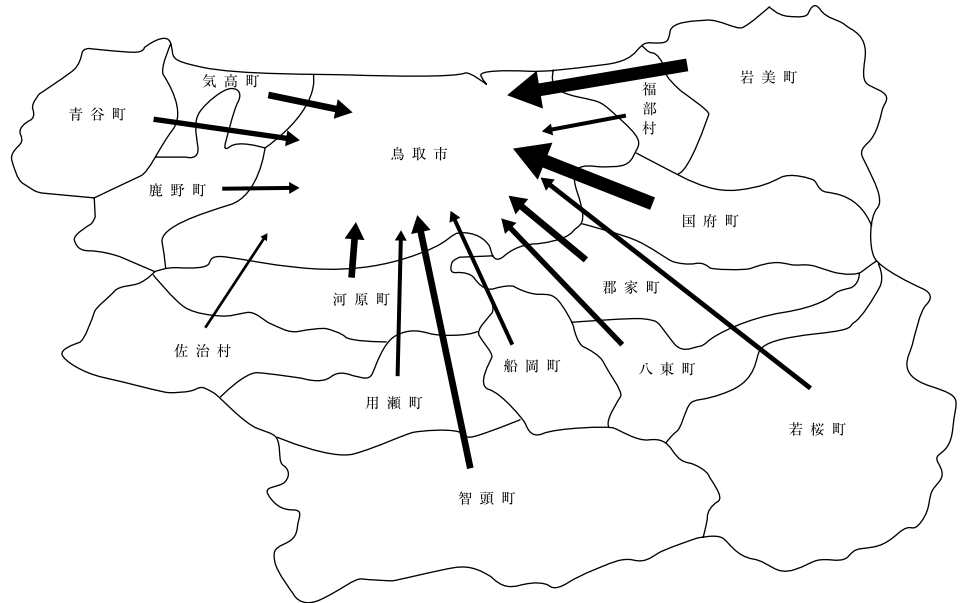 岩美町
気高町
福部村
青谷町
鳥取市
鹿野町
国府町
郡家町
河原町
佐治村
船岡町
八東町
用瀬町
若桜町
智頭町